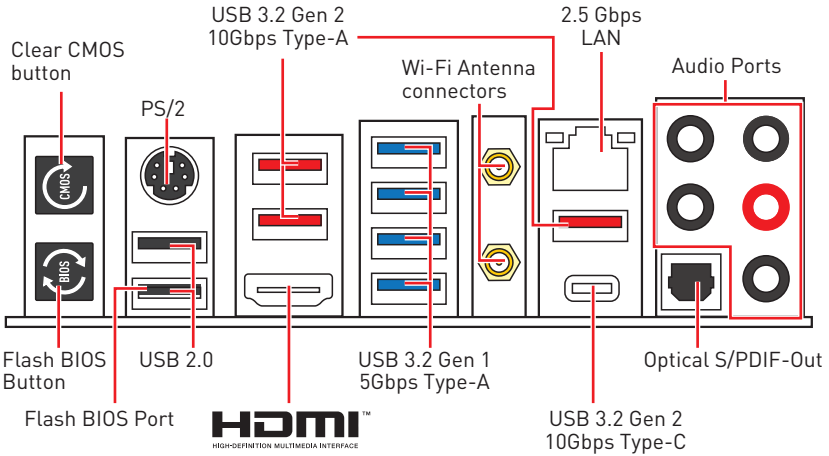 USB 3.2 Gen 2
10Gbps Type-A
2.5 Gbps
LAN
Clear CMOS
button
Wi-Fi Antenna
connectors
Audio Ports
PS/2
CMOS
BIOS
Flash BIOS
Button
USB 2.0
USB 3.2 Gen 1
5Gbps Type-A
Optical S/PDIF-Out
Flash BIOS Port
HDMI™
HIGH-DEFINITION MULTIMEDIA INTERFACE
USB 3.2 Gen 2
10Gbps Type-C